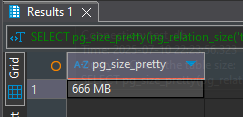 Results 1
SELECT pg_size_pretty(pg_relation_size('t
Grid
A-Z pg_size_pretty
1
666 MB